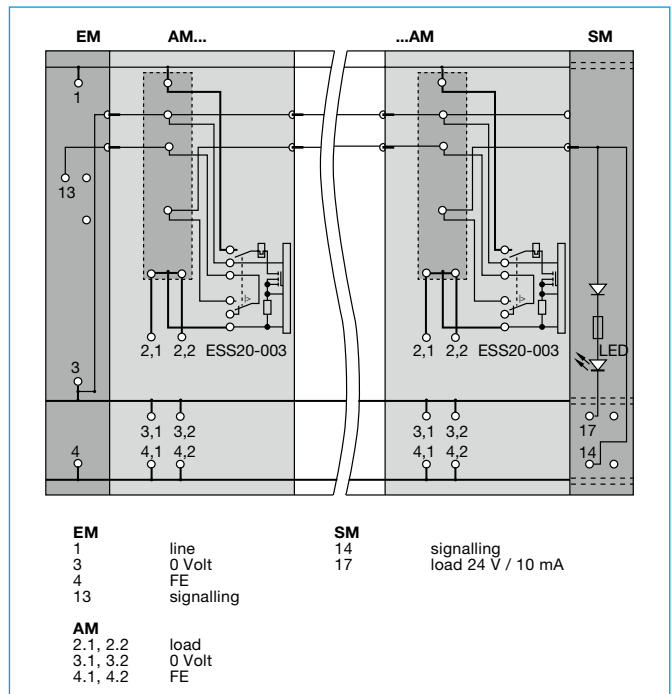 EM AM... ...AM SM
1
13
2,1 2,2 ESS20-003 2,1 2,2 ESS20-003 LED
3
3,1 3,2 3,1 3,2 17
4 4,1 4,2 4,1 4,2 14
EM
1 line
3 0 Volt
4 FE
13 signalling
SM
14 signalling
17 load 24 V / 10 mA
AM
2.1, 2.2 load
3.1, 3.2 0 Volt
4.1, 4.2 FE